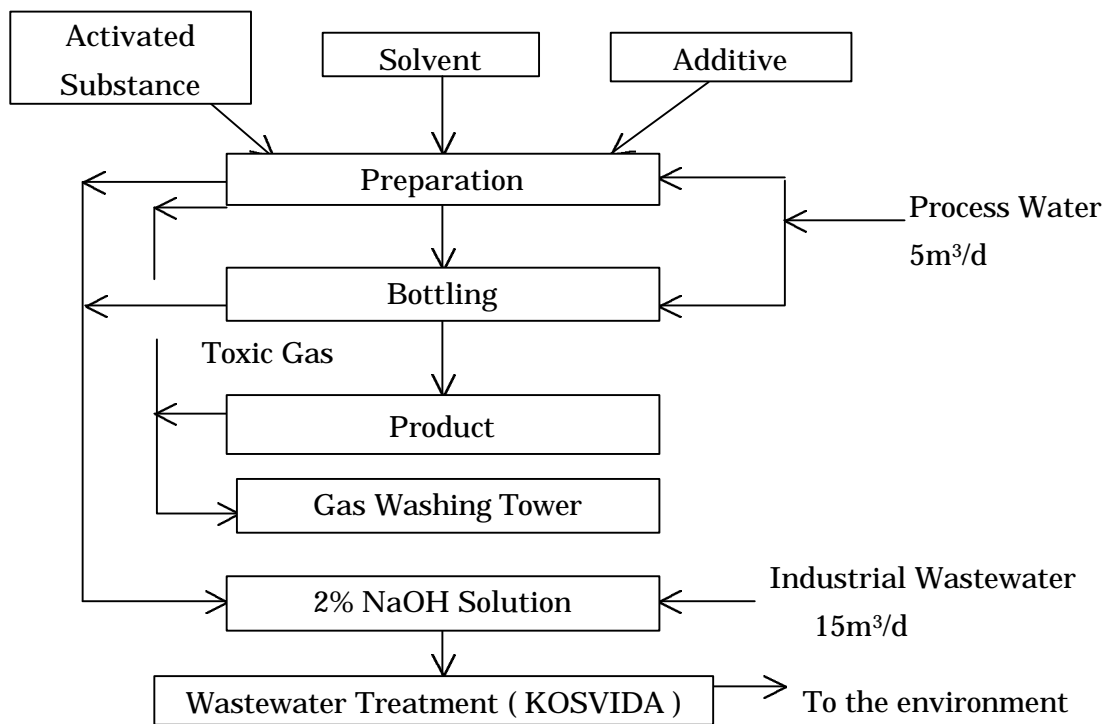 Activated
Substance
Solvent
Additive
Preparation
Process Water
5m³/d
Bottling
Toxic Gas
Product
Gas Washing Tower
2% NaOH Solution
Industrial Wastewater
15m³/d
Wastewater Treatment ( KOSVIDA )
To the environment